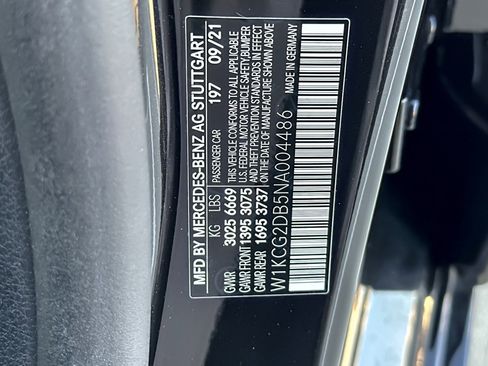 MFD BY MERCEDES-BENZ AG STUTTGART
PASSENGER CAR 197 09/21
KG LBS THIS VEHICLE CONFORMS TO ALL APPLICABLE
GVWR 3025 6669 U.S. FEDERAL MOTOR VEHICLE SAFETY, BUMPER
GAWR FRONT 1395 3075 AND THEFT PREVENTION STANDARDS IN EFFECT
GAWR REAR 1695 3737 ON THE DATE OF MANUFACTURE SHOWN ABOVE
W1KCG2DB5NA004486 MADE IN GERMANY